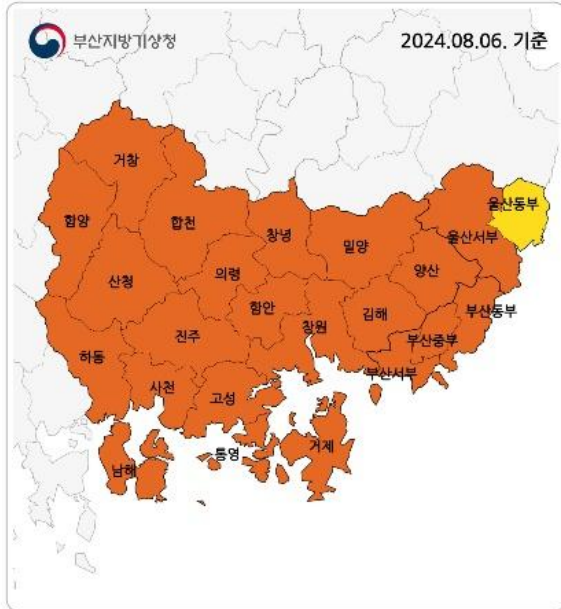 부산지방기상청
2024.08.06. 기준
거창
함양
합천
창녕
밀양
울산동부
울산서부
산청
의령
양산
함안
김해
부산동부
진주
창원
하동
부산중부
사천
고성
부산서부
남해
통영
거제